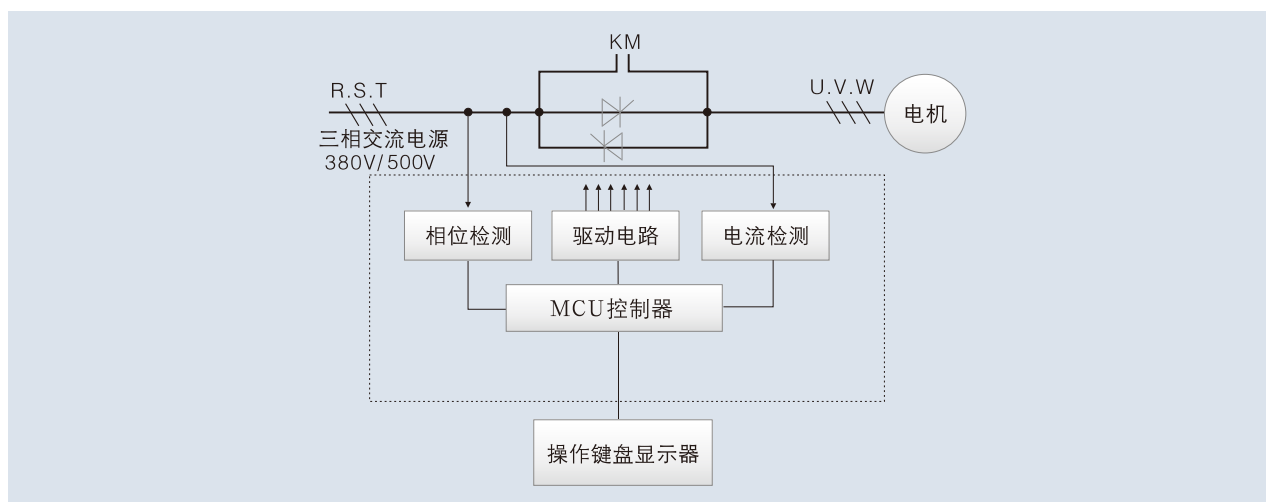 KM
R.S.T
U.V.W
电机
三相交流电源
380V/500V
相位检测
驱动电路
电流检测
MCU控制器
操作键盘显示器